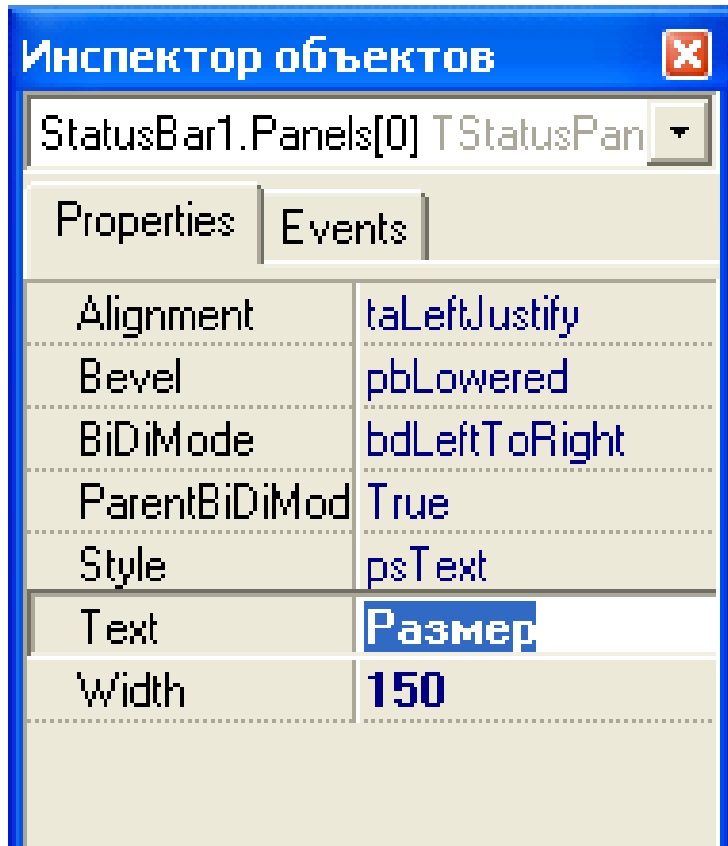 Инспектор объектов
StatusBar1.Panels[0] TStatusPan
Properties Events
Alignment taLeftJustify
Bevel pbLowered
BiDiMode bdLeftToRight
ParentBiDiMod True
Style psText
Text Размер
Width 150